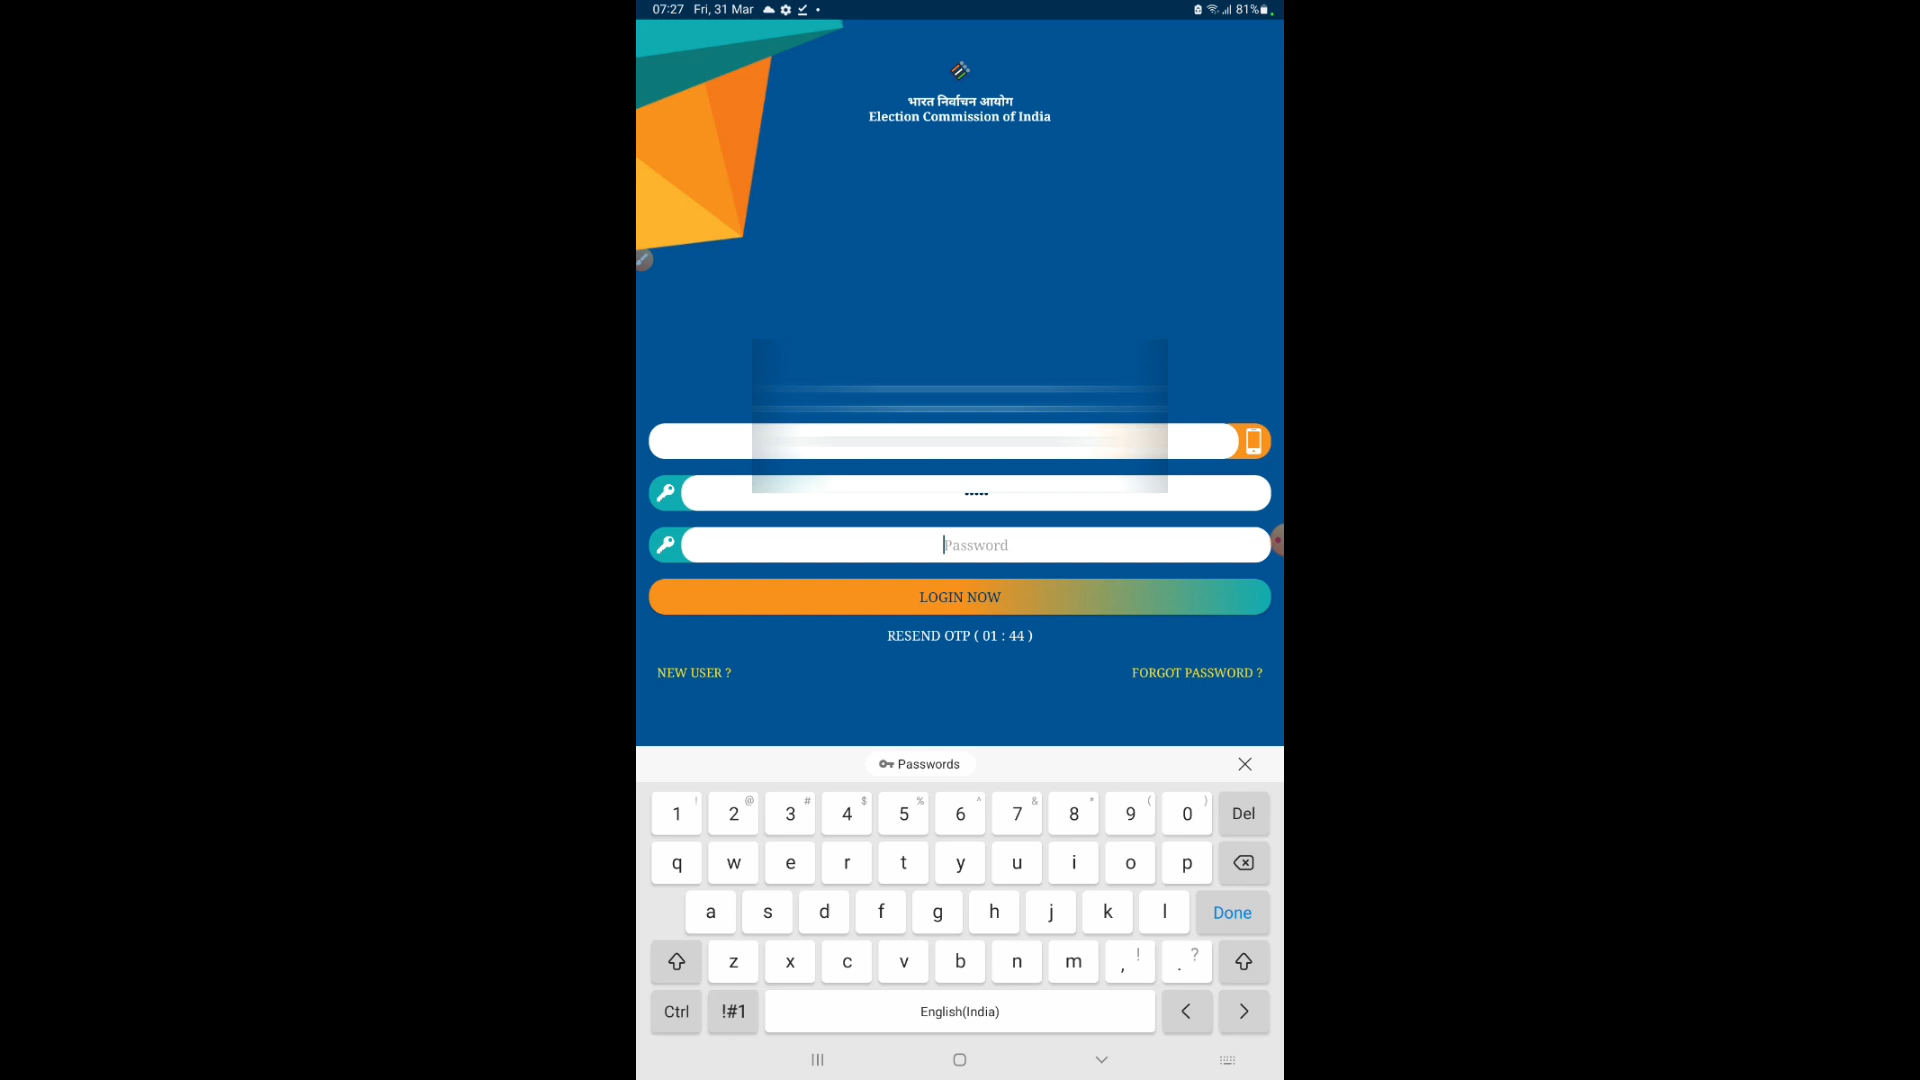 07:27 Fri, 31 Mar
81%
भारत निर्वाचन आयोग
Election Commission of India
•••••
Password
LOGIN NOW
RESEND OTP ( 01 : 44 )
NEW USER ?
FORGOT PASSWORD ?
Passwords
! @ # $ % ^ & * ( )
1 2 3 4 5 6 7 8 9 0 Del
q w e r t y u i o p
a s d f g h j k l Done
z x c v b n m , ! . ?
Ctrl !#1 English(India) < >